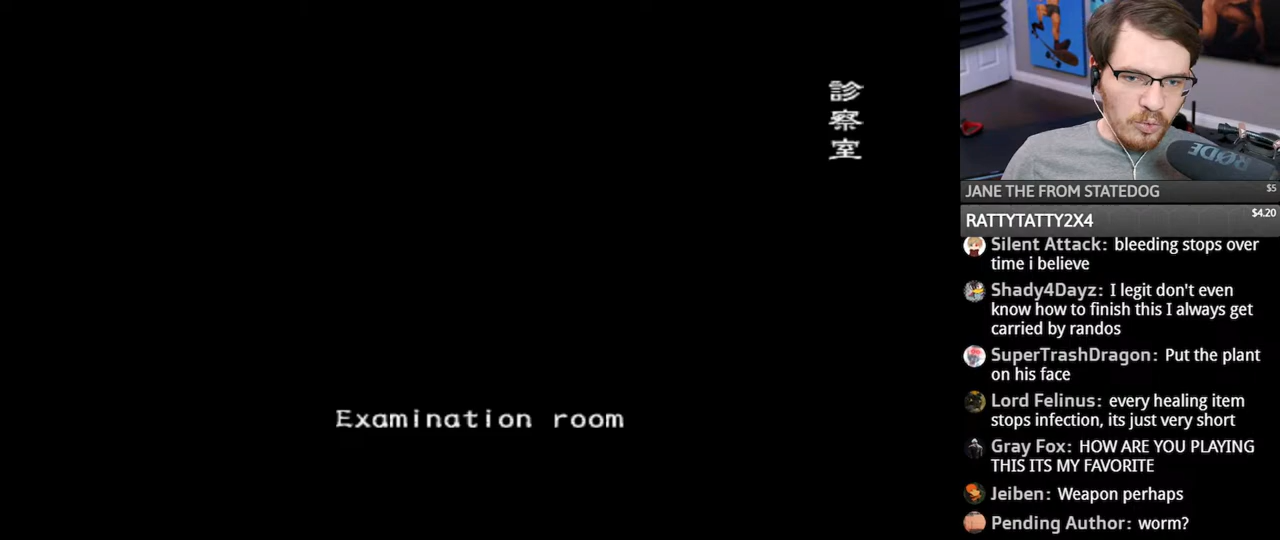 診察室
Examination room
RØDE
JANE THE FROM STATEDOG $5
RATTYTATTY2X4 $4.20
Silent Attack: bleeding stops over
time i believe
Shady4Dayz: I legit don't even
know how to finish this I always get
carried by randos
SuperTrashDragon: Put the plant
on his face
Lord Felinus: every healing item
stops infection, its just very short
Gray Fox: HOW ARE YOU PLAYING
THIS ITS MY FAVORITE
Jeiben: Weapon perhaps
Pending Author: worm?